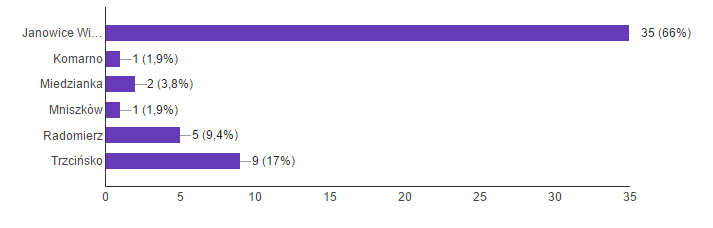 Janowice Wi... 35 (66%)
Komarno 1 (1,9%)
Miedzianka 2 (3,8%)
Mniszków 1 (1,9%)
Radomierz 5 (9,4%)
Trzcińsko 9 (17%)
0 5 10 15 20 25 30 35